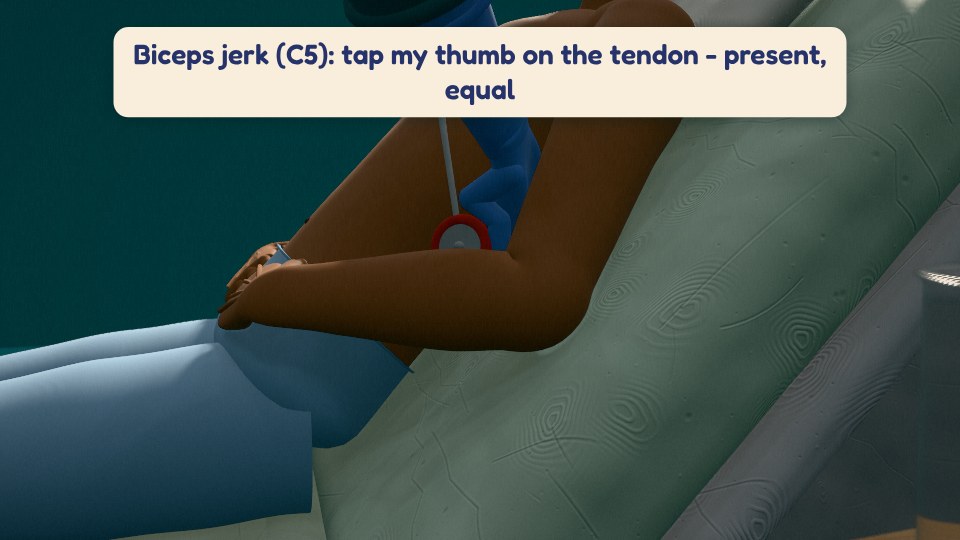 Biceps jerk (C5): tap my thumb on the tendon - present,
equal